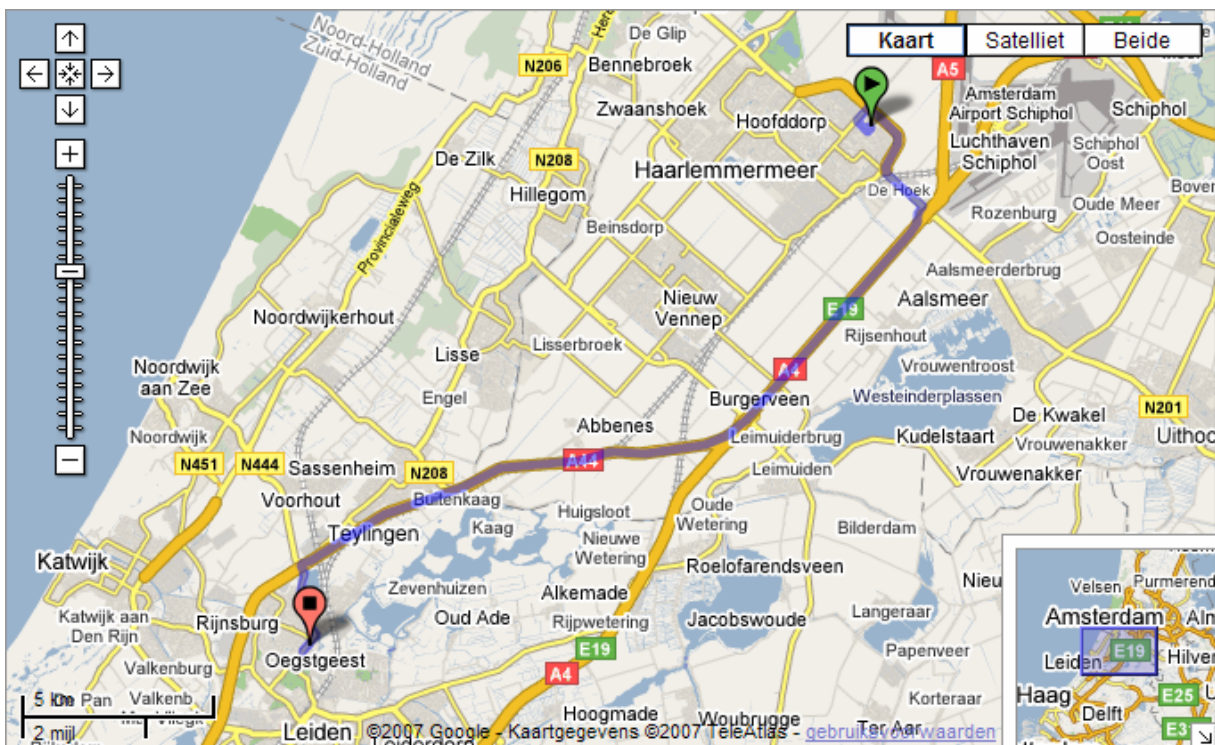 Noord-Holland
Zuid-Holland
De Glip
Bennebroek
N206
Zwaanshoek
Hoofddorp
Kaart
Satelliet
Beide
A5
Amsterdam
Airport Schiphol
Schiphol
Luchthaven
Schiphol
Schiphol
Oost
De Zilk
N208
Hillegom
Haarlemmermeer
De Hoek
Rozenburg
Oude Meer
Oosteinde
Provincialeweg
Beinsdorp
Aalsmeerderbrug
Aalsmeer
Nieuw
Vennep
E19
Rijsenhout
Noordwijkerhout
Lisse
Lisserbroek
Vrouwentroost
Noordwijk
aan Zee
A4
Westeinderplassen
Engel
Burgerveen
De Kwakel
N201
Noordwijk
Abbenes
Leimuiderbrug
Kudelstaart
Vrouwenakker
N451
N444
Sassenheim
N208
A44
Leimuiden
Vrouwenakker
Voorhout
Buitenkaag
Huigsloot
Oude
Wetering
Bilderdam
Teylingen
Kaag
Nieuwe
Wetering
Katwijk
Roelofarendsveen
Zevenhuizen
Alkemade
Katwijk aan
Den Rijn
Rijnsburg
Oud Ade
Rijpwetering
Jacobswoude
Langeraar
Oegstgeest
E19
Papenveer
Valkenburg
A4
Korteraar
5 km
2 mijl
Leiden
Hoogmade
Woubrugge
Ter Aar
©2007 Google - Kaartgegevens ©2007 TeleAtlas - gebruiksvoorwaarden
Velsen
Purmerend
Amsterdam
Leiden
E19
Haag
E25
Delft